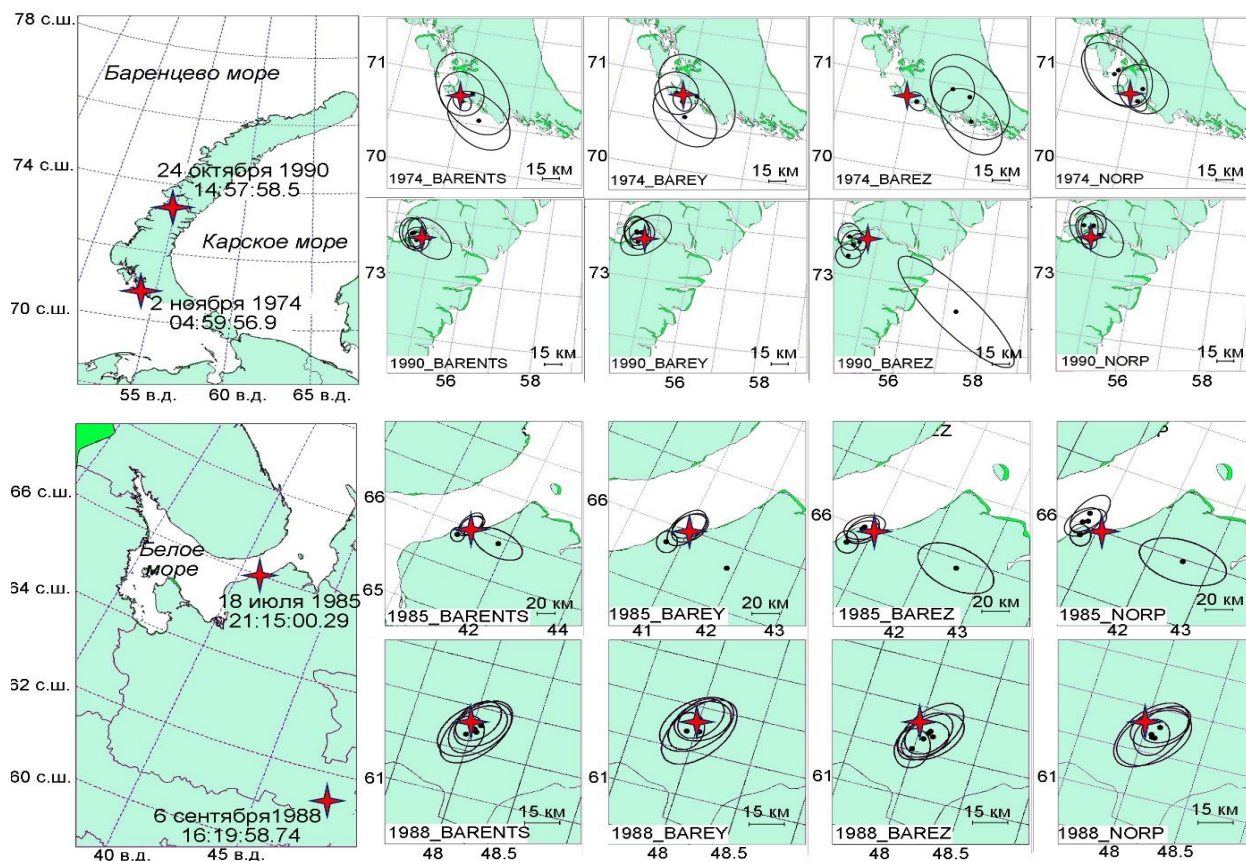 78 с.ш.
Баренцево море
74 с.ш.
24 октября 1990
14:57:58.5
Карское море
70 с.ш.
2 ноября 1974
04:59:56.9
55 в.д. 60 в.д. 65 в.д.
71
70
15 км
1974_BARENTS
71
70
15 км
1974_BAREY
71
70
15 км
1974_BAREZ
71
70
15 км
1974_NORP
73
15 км
1990_BARENTS
56 58
73
15 км
1990_BAREY
56 58
73
15 км
1990_BAREZ
56 58
73
15 км
1990_NORP
56 58
66 с.ш.
Белое
море
64 с.ш.
18 июля 1985
21:15:00.29
62 с.ш.
60 с.ш.
6 сентября1988
16:19:58.74
40 в.д. 45 в.д.
66
65
20 км
1985_BARENTS
42 44
66
20 км
1985_BAREY
41 42 43
EZ
66
20 км
1985_BAREZ
42 43
P
66
20 км
1985_NORP
42 43
61
15 км
1988_BARENTS
48 48.5
61
15 км
1988_BAREY
48 48.5
61
15 км
1988_BAREZ
48 48.5
61
15 км
1988_NORP
48 48.5